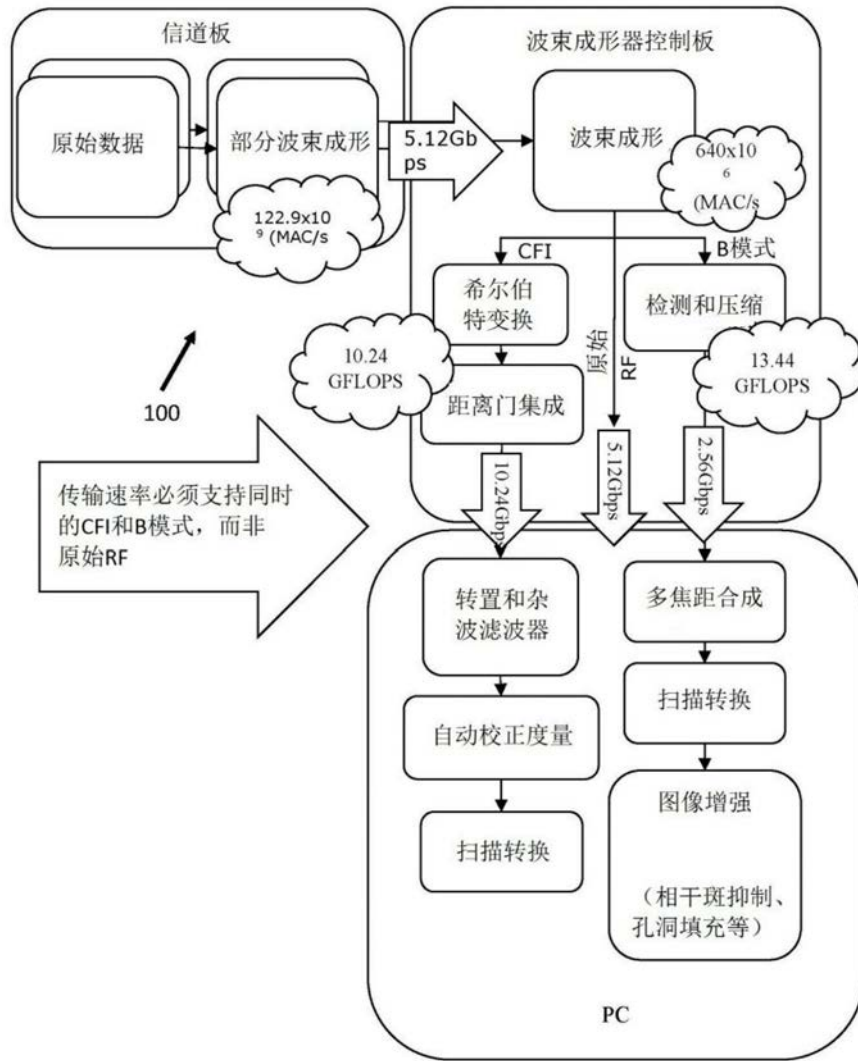 信道板
原始数据
部分波束成形
122.9x10
9 (MAC/s
5.12Gb
ps
波束成形器控制板
波束成形
640x10
6
(MAC/s
CFI
B模式
希尔伯
特变换
原始
RF
检测和压缩
10.24
GFLOPS
13.44
GFLOPS
距离门集成
100
10.24Gbps
5.12Gbps
2.56Gbps
传输速率必须支持同时
的CFI和B模式，而非
原始RF
转置和杂
波滤波器
多焦距合成
自动校正度量
扫描转换
扫描转换
图像增强
（相干斑抑制、
孔洞填充等）
PC